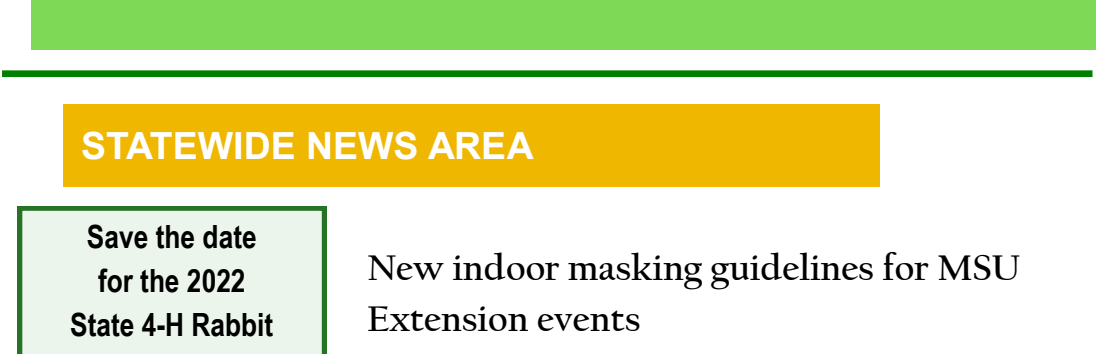 STATEWIDE NEWS AREA
Save the date
for the 2022
State 4-H Rabbit
New indoor masking guidelines for MSU
Extension events